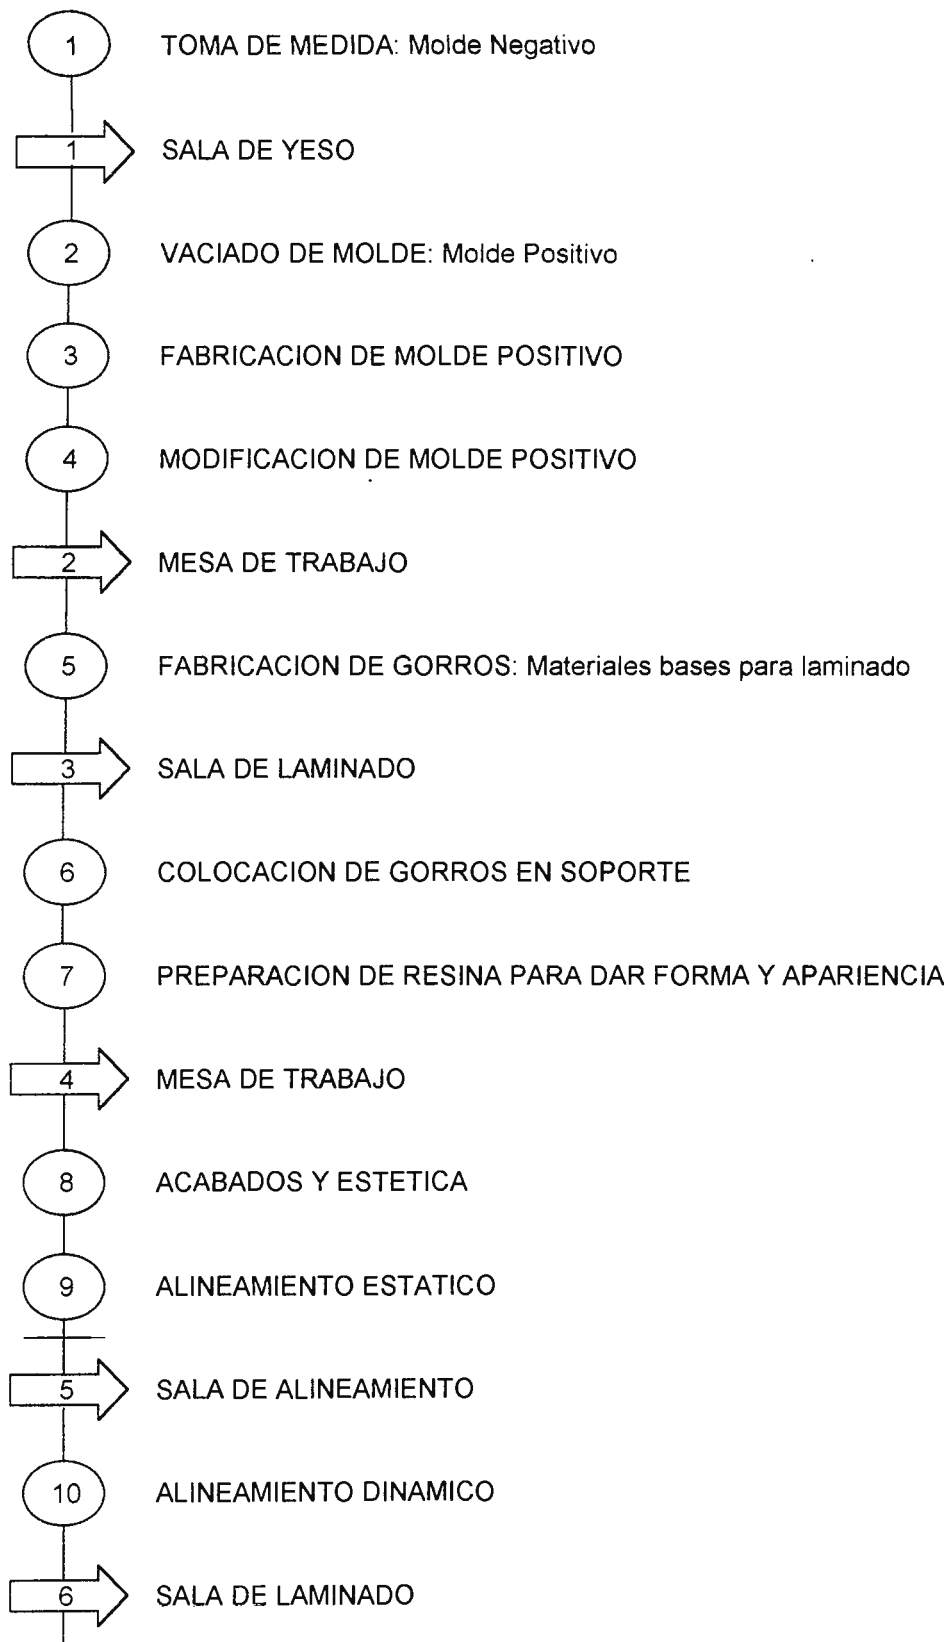 1 TOMA DE MEDIDA: Molde Negativo
1 SALA DE YESO
2 VACIADO DE MOLDE: Molde Positivo
3 FABRICACION DE MOLDE POSITIVO
4 MODIFICACION DE MOLDE POSITIVO
2 MESA DE TRABAJO
5 FABRICACION DE GORROS: Materiales bases para laminado
3 SALA DE LAMINADO
6 COLOCACION DE GORROS EN SOPORTE
7 PREPARACION DE RESINA PARA DAR FORMA Y APARIENCIA
4 MESA DE TRABAJO
8 ACABADOS Y ESTETICA
9 ALINEAMIENTO ESTATICO
5 SALA DE ALINEAMIENTO
10 ALINEAMIENTO DINAMICO
6 SALA DE LAMINADO